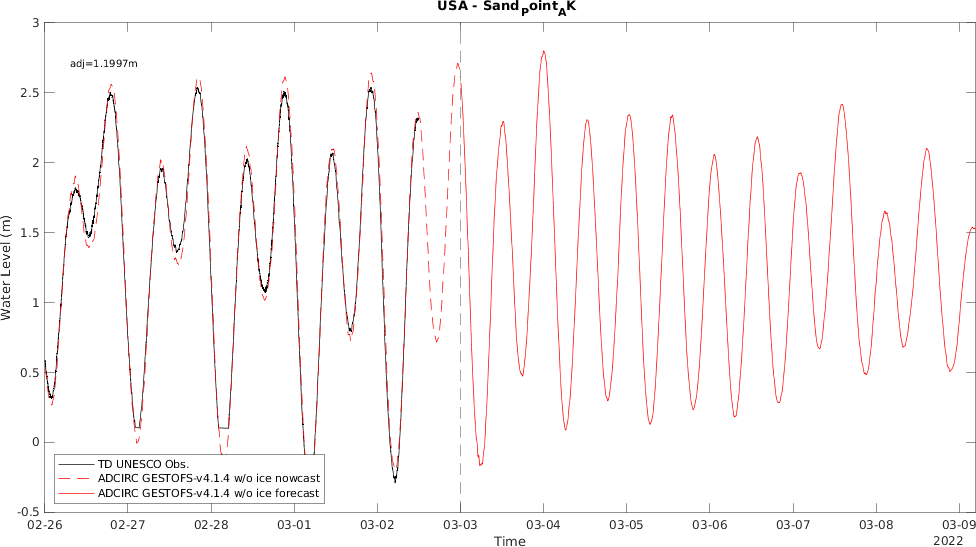 USA - SandPointAK
adj=1.1997m
Water Level (m)
3
2.5
2
1.5
1
0.5
0
-0.5
TD UNESCO Obs.
ADCIRC GESTOFS-v4.1.4 w/o ice nowcast
ADCIRC GESTOFS-v4.1.4 w/o ice forecast
02-26 02-27 02-28 03-01 03-02 03-03 03-04 03-05 03-06 03-07 03-08 03-09
Time
2022